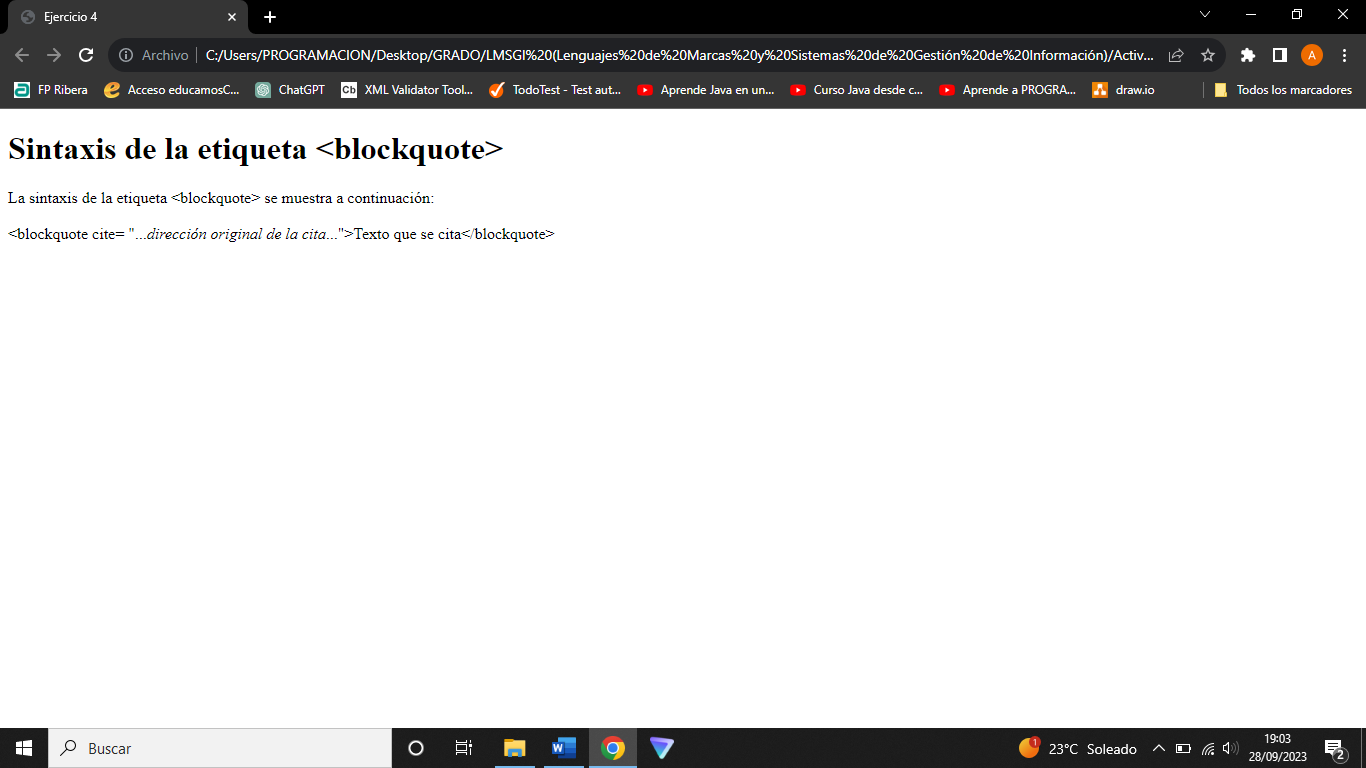 Ejercicio 4
Archivo C:/Users/PROGRAMACION/Desktop/GRADO/LMSGI%20(Lenguajes%20de%20Marcas%20y%20Sistemas%20de%20Gestión%20de%20Información)/Activ... A
FP Ribera Acceso educamosC... ChatGPT Cb XML Validator Tool... TodoTest - Test aut... Aprende Java en un... Curso Java desde c... Aprende a PROGRA... draw.io Todos los marcadores
Sintaxis de la etiqueta <blockquote>
La sintaxis de la etiqueta <blockquote> se muestra a continuación:
<blockquote cite= "...dirección original de la cita...">Texto que se cita</blockquote>
Buscar W 1 23°C Soleado 19:03
28/09/2023 2